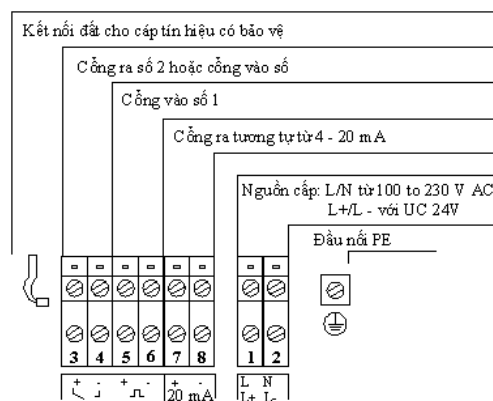 Kết nối đất cho cáp tín hiệu có bảo vệ
Cổng ra số 2 hoặc cổng vào số
Cổng vào số 1
Cổng ra tương tự từ 4 - 20 mA
Nguồn cấp: L/N từ 100 to 230 V AC
L+/L - với UC 24V
Đầu nối PE
3 4 5 6 7 8 1 2
+ - + - + - L N
20 mA L+ L-